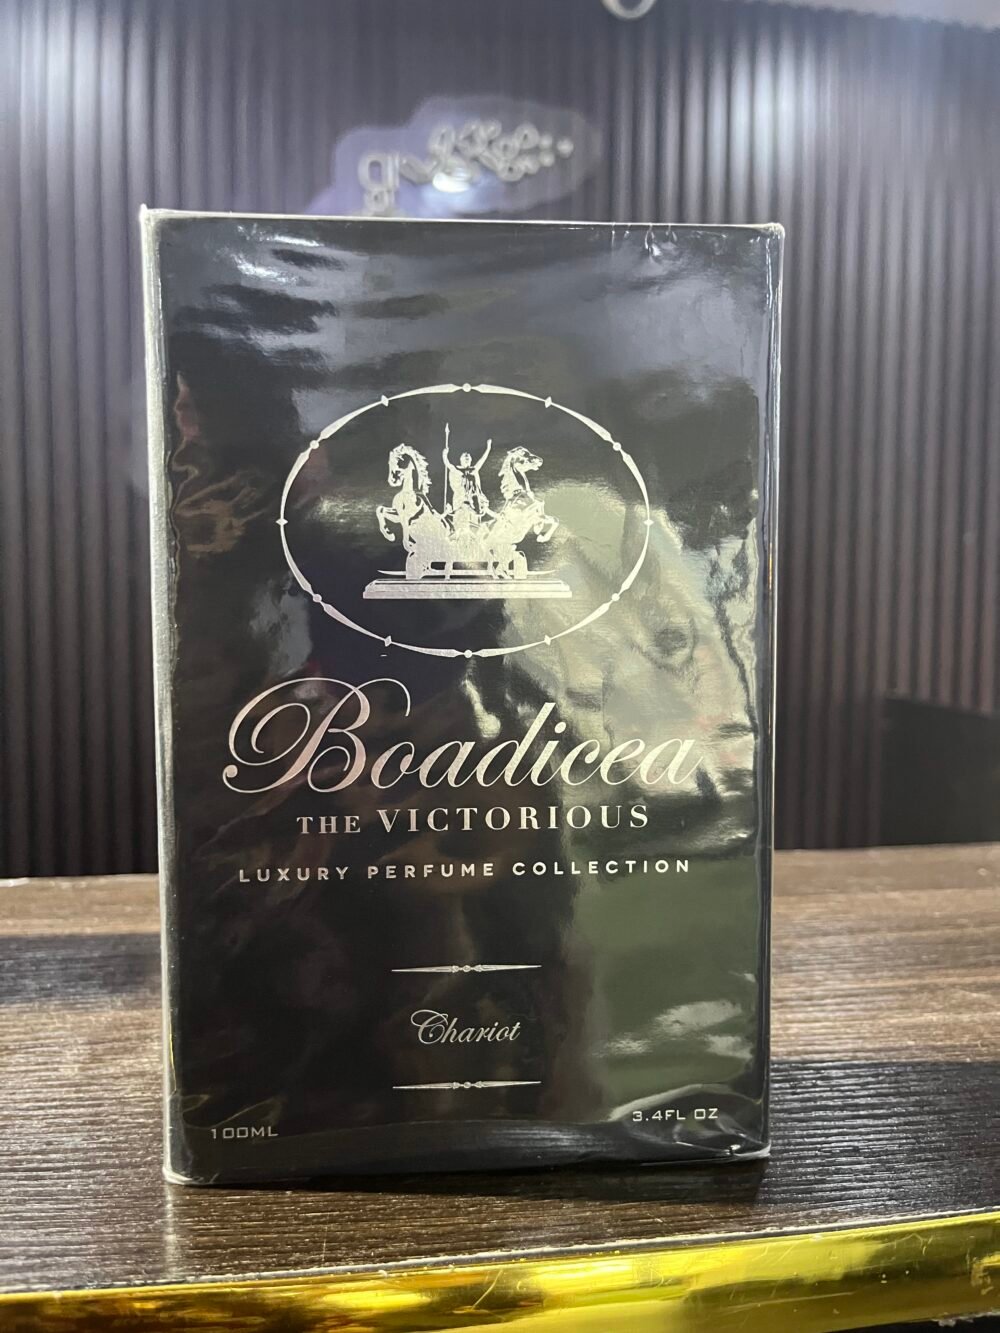 Boadicea
THE VICTORIOUS
LUXURY PERFUME COLLECTION
Chariot
100ML
3.4FL OZ